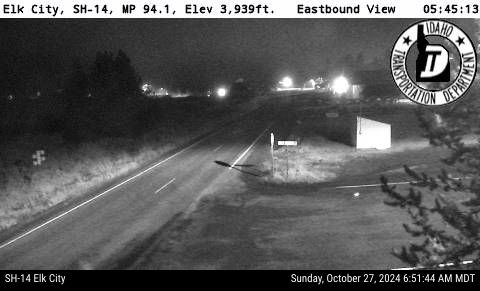 Elk City, SH-14, MP 94.1, Elev 3,939ft. Eastbound View 05:45:13
IDAHO
TRANSPORTATION DEPARTMENT
SH-14 Elk City Sunday, October 27, 2024 6:51:44 AM MDT